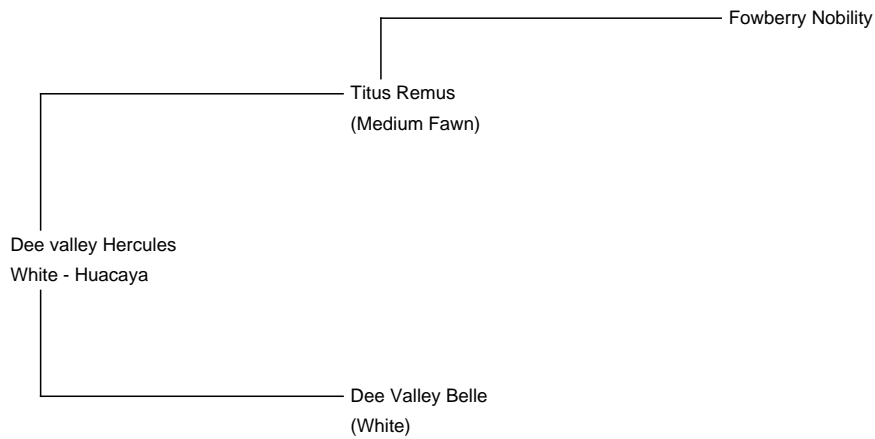 Fowberry Nobility
Titus Remus
(Medium Fawn)
Dee valley Hercules
White - Huacaya
Dee Valley Belle
(White)